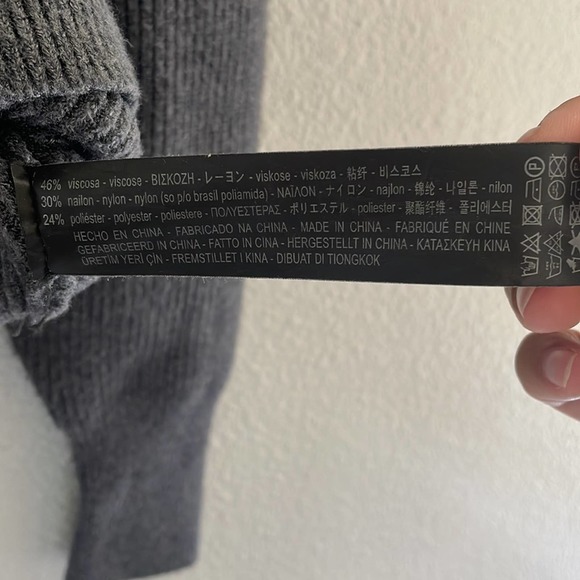 46% viscosa - viscose - ΒΙΣΚΟΖΗ - レーヨン - viskose - viskoza - 粘纤 - 비스코스
30% nailon - nylon - nylon (so p/o brasil poliamida) - ΝΑΪΛΟΝ - ナイロン - najlon - 锦纶 - 나일론 - nilon
24% poliéster - polyester - poliestere - ΠΟΛΥΕΣΤΕΡΑΣ - ポリエステル - poliester - 聚酯纤维 - 폴리에스터
HECHO EN CHINA - FABRICADO NA CHINA - MADE IN CHINA - FABRIQUÉ EN CHINE
GEFABRICEERD IN CHINA - FATTO IN CINA - HERGESTELLT IN CHINA - ΚΑΤΑΣΚΕΥΗ ΚΙΝΑ
ÜRETİM YERİ ÇİN - FREMSTILLET I KINA - DIBUAT DI TIONGKOK